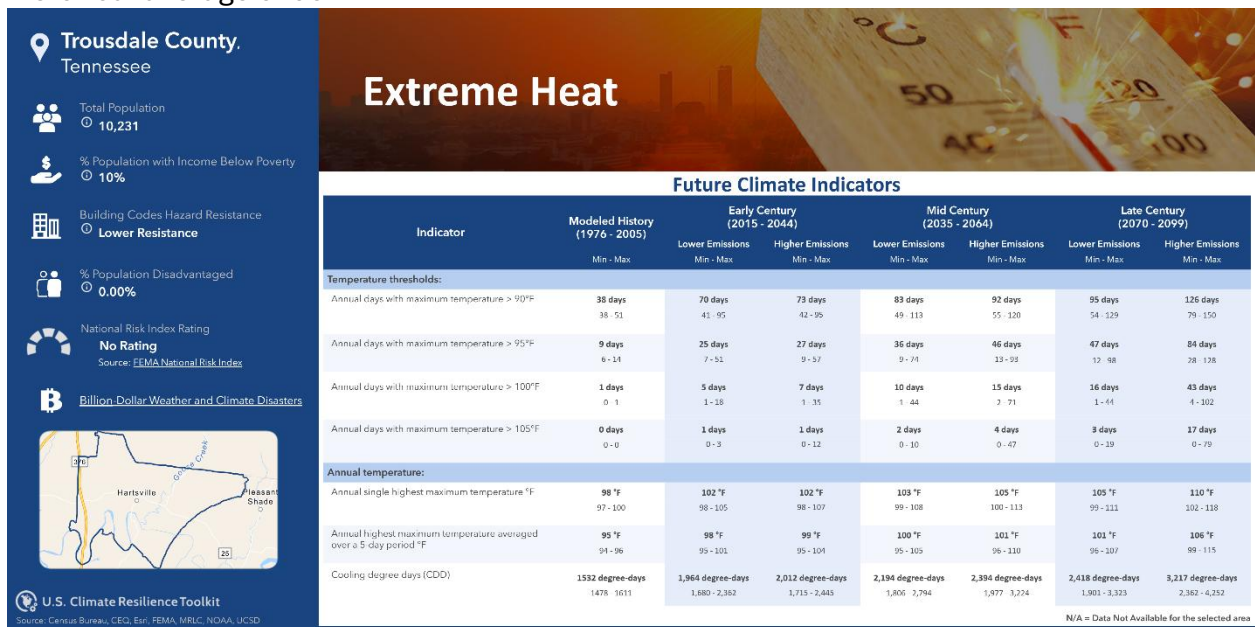 Trousdale County,
Tennessee
Total Population
10,231
% Population with Income Below Poverty
10%
Building Codes Hazard Resistance
Lower Resistance
% Population Disadvantaged
0.00%
National Risk Index Rating
No Rating
Source: FEMA National Risk Index
Billion-Dollar Weather and Climate Disasters
376
Goose Creek
Hartsville
Pleasant
Shade
25
U.S. Climate Resilience Toolkit
Source: Census Bureau, CEQ, Esri, FEMA, MRLC, NOAA, UCSD
Extreme Heat
°C
F
50
120
40
100
Future Climate Indicators
Indicator
Modeled History
(1976 - 2005)
Early Century
(2015 - 2044)
Mid Century
(2035 - 2064)
Late Century
(2070 - 2099)
Lower Emissions Higher Emissions Lower Emissions Higher Emissions Lower Emissions Higher Emissions
Min - Max Min - Max Min - Max Min - Max Min - Max Min - Max Min - Max
Temperature thresholds:
Annual days with maximum temperature > 90°F 38 days 70 days 73 days 83 days 92 days 95 days 126 days
38 - 51 41 - 95 42 - 95 49 - 113 55 - 120 54 - 129 79 - 150
Annual days with maximum temperature > 95°F 9 days 25 days 27 days 36 days 46 days 47 days 84 days
6 - 14 7 - 51 9 - 57 9 - 74 13 - 93 12 - 98 28 - 128
Annual days with maximum temperature > 100°F 1 days 5 days 7 days 10 days 15 days 16 days 43 days
0 - 1 1 - 18 1 - 35 1 - 44 2 - 71 1 - 44 4 - 102
Annual days with maximum temperature > 105°F 0 days 1 days 1 days 2 days 4 days 3 days 17 days
0 - 0 0 - 3 0 - 12 0 - 10 0 - 47 0 - 19 0 - 79
Annual temperature:
Annual single highest maximum temperature °F 98 °F 102 °F 102 °F 103 °F 105 °F 105 °F 110 °F
97 - 100 98 - 105 98 - 107 99 - 108 100 - 113 99 - 111 102 - 118
Annual highest maximum temperature averaged
over a 5-day period °F 95 °F 98 °F 99 °F 100 °F 101 °F 101 °F 106 °F
94 - 96 95 - 101 95 - 104 95 - 105 96 - 110 96 - 107 99 - 115
Cooling degree days (CDD) 1532 degree-days 1,964 degree-days 2,012 degree-days 2,194 degree-days 2,394 degree-days 2,418 degree-days 3,217 degree-days
1478 - 1611 1,680 - 2,362 1,715 - 2,445 1,806 - 2,794 1,977 - 3,224 1,901 - 3,323 2,362 - 4,252
N/A = Data Not Available for the selected area